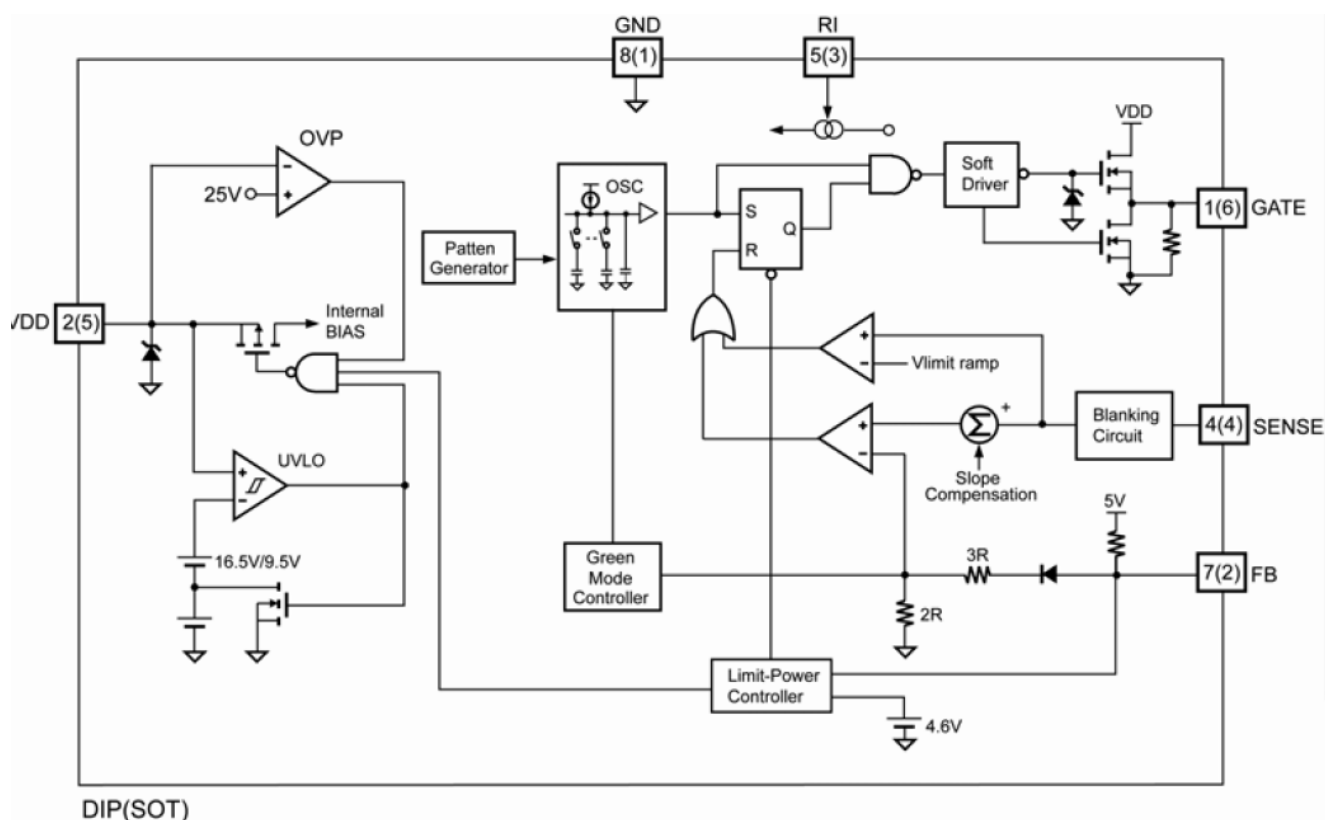 GND
8(1)
RI
5(3)
OVP
25V
OSC
Patten
Generator
VDD
2(5)
Internal
BIAS
UVLO
16.5V/9.5V
S
R
Q
Soft
Driver
VDD
1(6)
GATE
Vlimit ramp
Σ
Slope
Compensation
Blanking
Circuit
4(4)
SENSE
5V
3R
2R
7(2)
FB
Green
Mode
Controller
Limit-Power
Controller
4.6V
DIP(SOT)